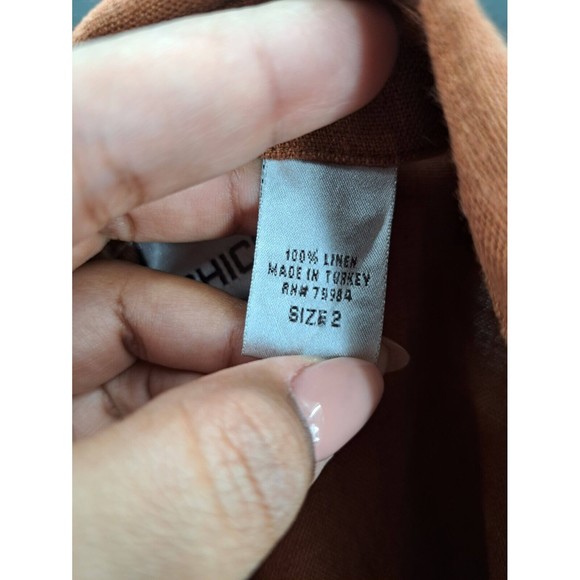 100% LINEN
MADE IN TURKEY
RN# 79984
SIZE 2